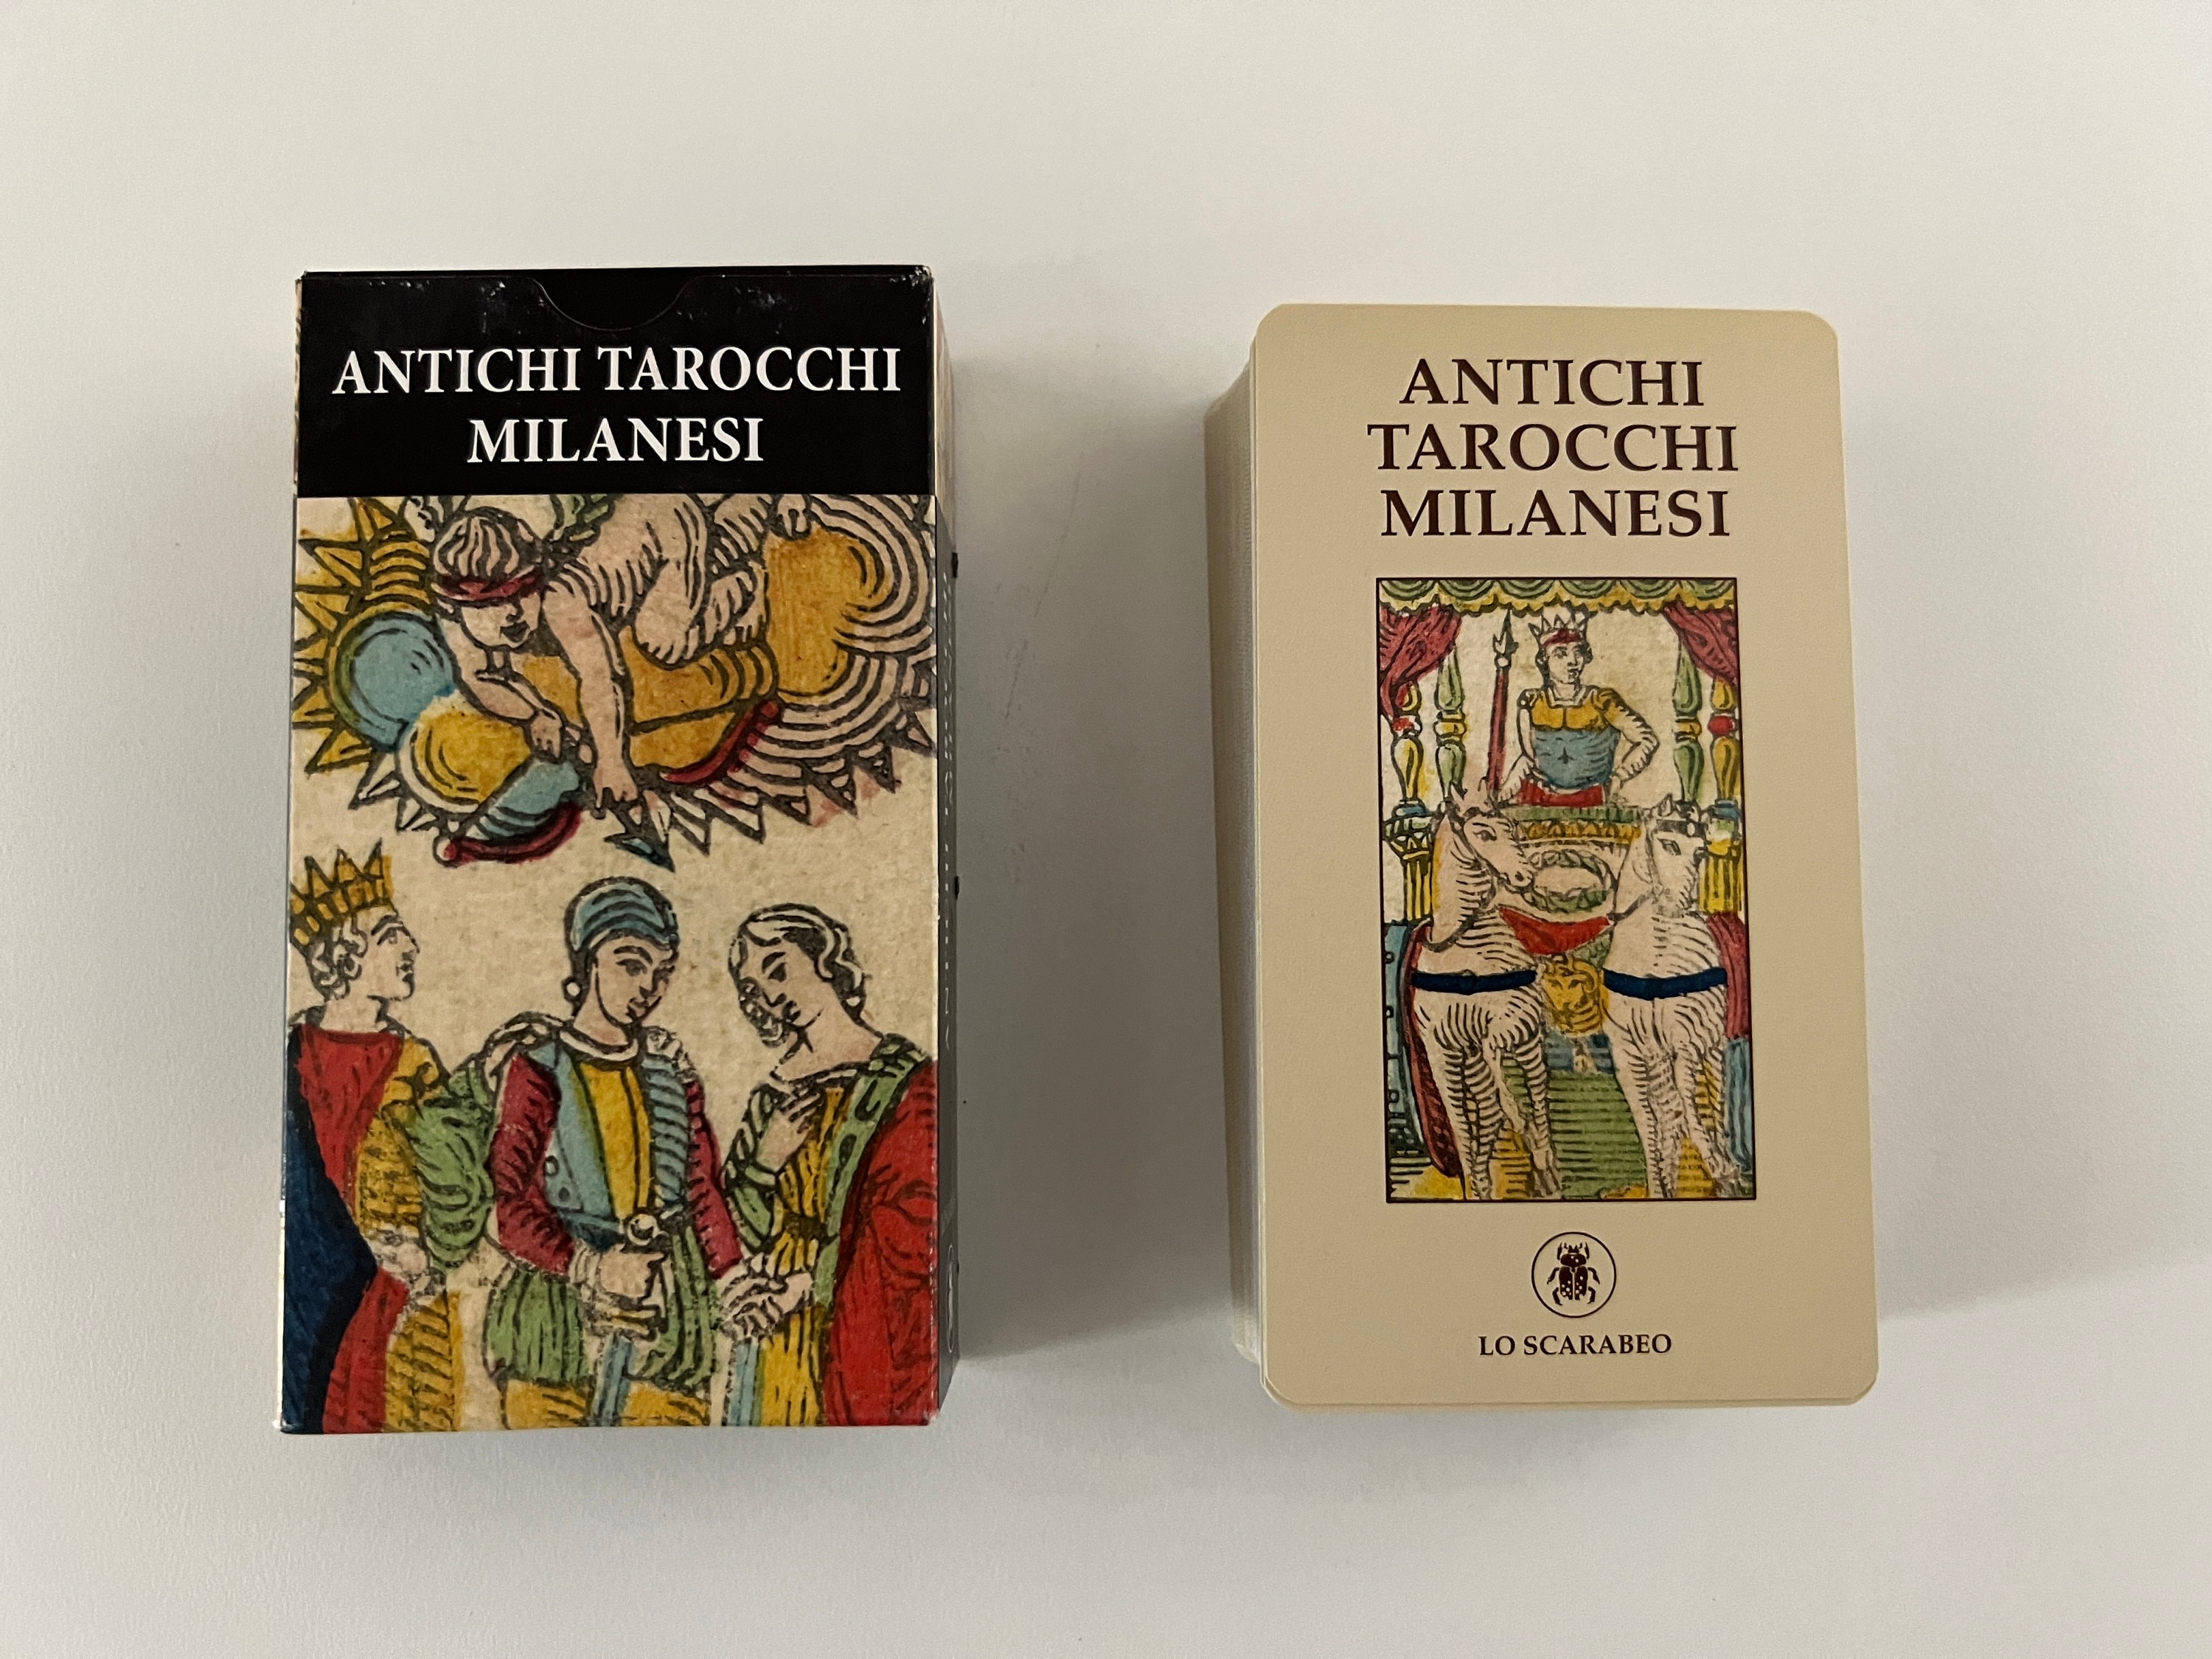 ANTICHI TAROCCHI
MILANESI
ANTICHI
TAROCCHI
MILANESI
LO SCARABEO